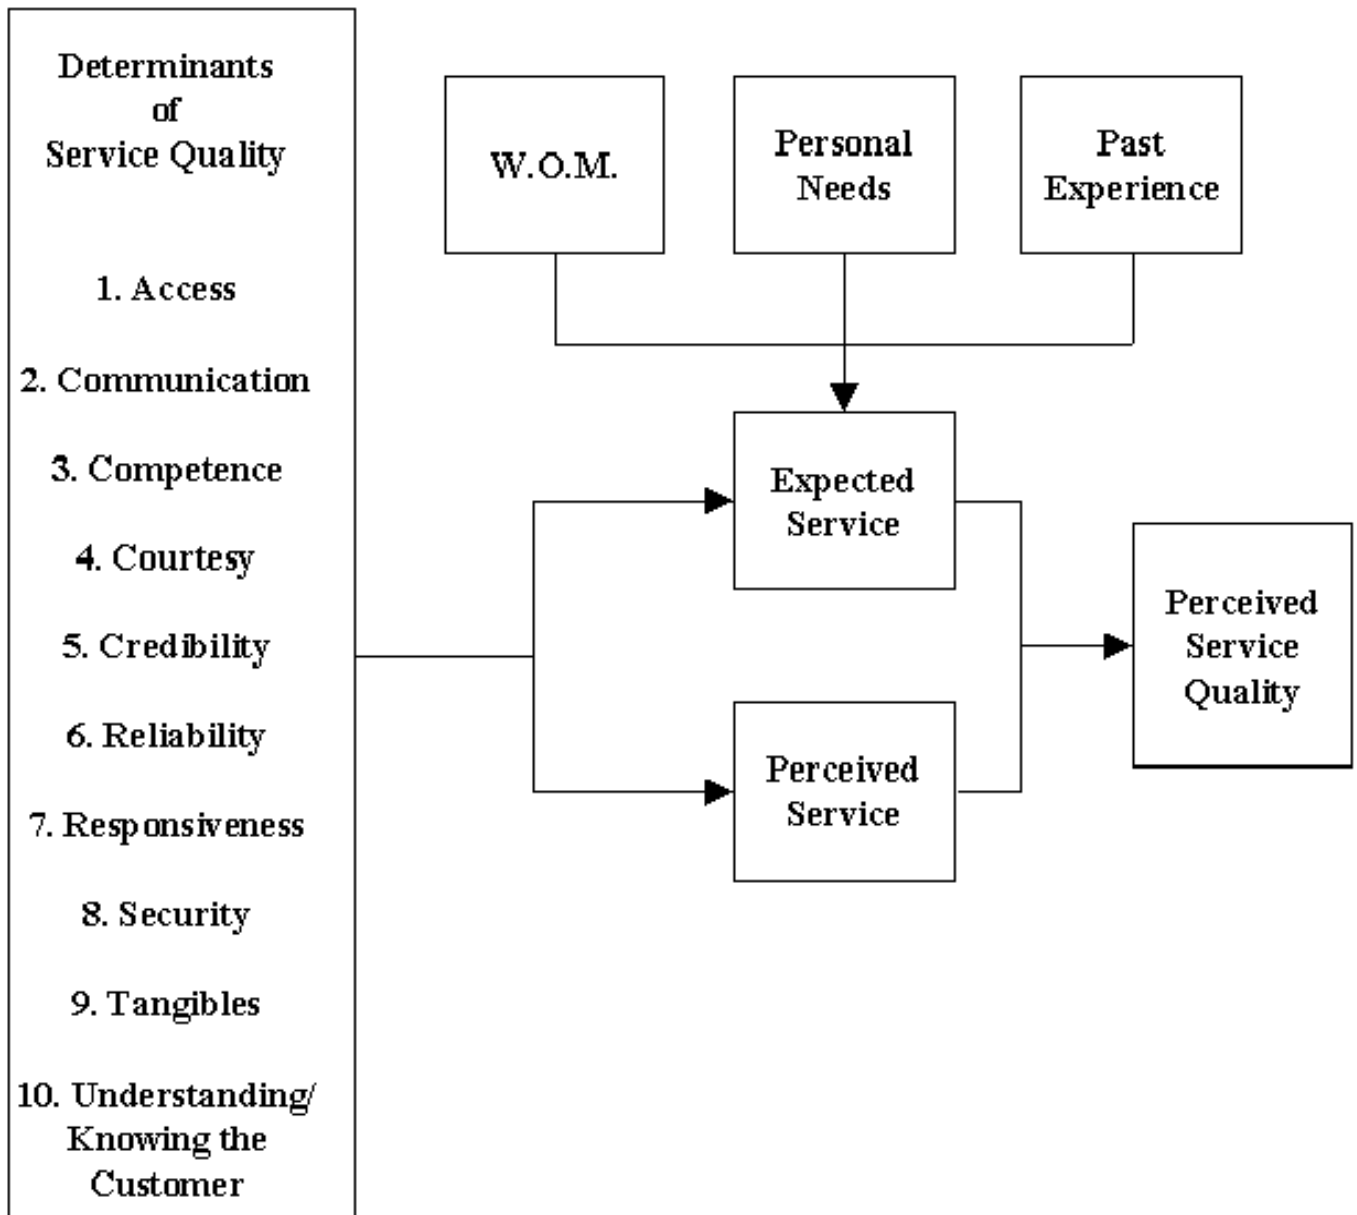 Determinants
of
Service Quality
1. Access
2. Communication
3. Competence
4. Courtesy
5. Credibility
6. Reliability
7. Responsiveness
8. Security
9. Tangibles
10. Understanding/
Knowing the
Customer
W.O.M.
Personal
Needs
Past
Experience
Expected
Service
Perceived
Service
Perceived
Service
Quality